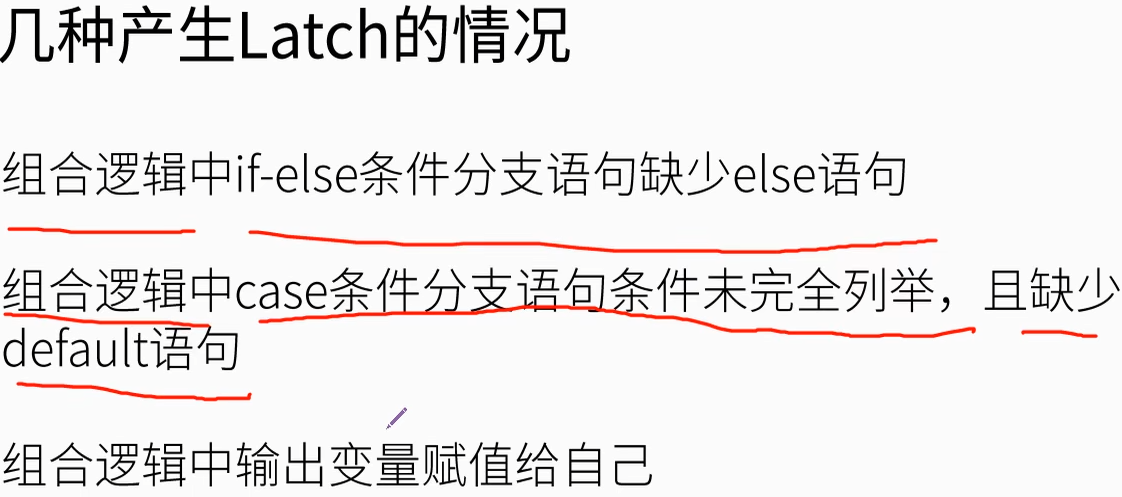 几种产生Latch的情况
组合逻辑中if-else条件分支语句缺少else语句
组合逻辑中case条件分支语句条件未完全列举，且缺少
default语句
组合逻辑中输出变量赋值给自己